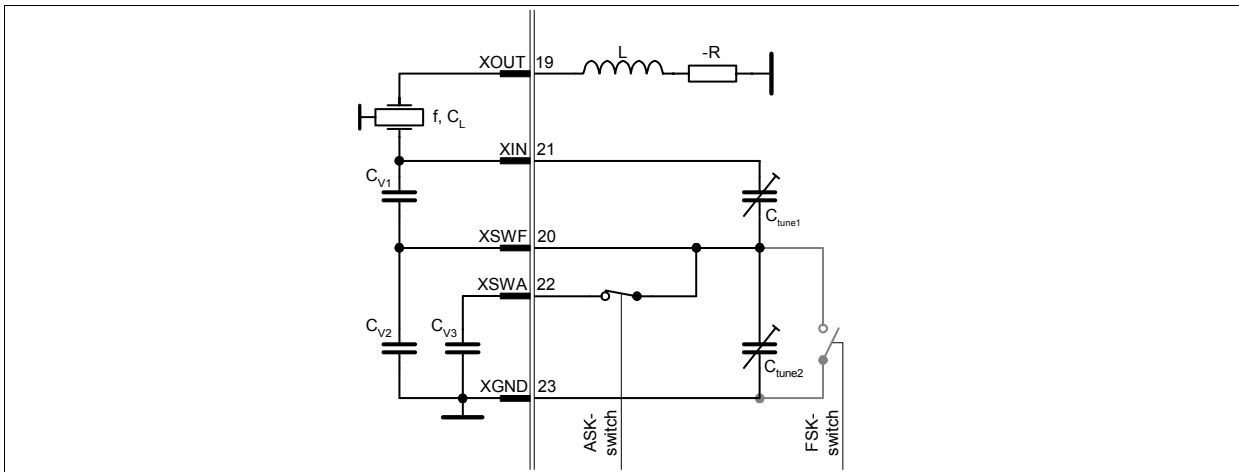 XOUT 19 L -R
f, C_L
XIN 21
C_V1
C_tune1
XSWF 20
XSWA 22
C_V2 C_V3
C_tune2
XGND 23
ASK-
switch
FSK-
switch